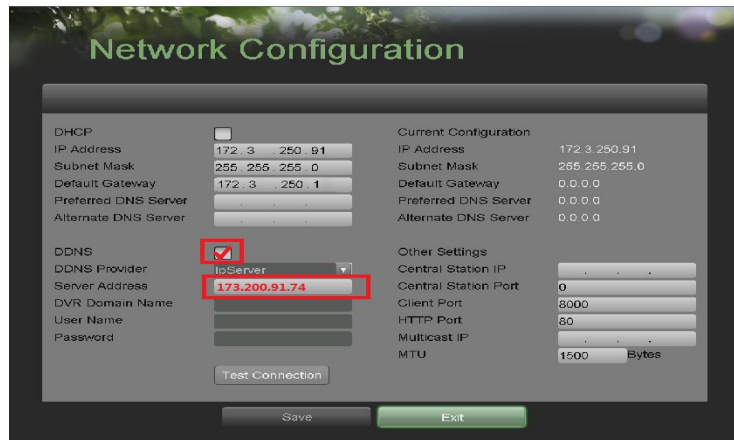 Network Configuration
DHCP
IP Address 172 . 3 . 250 . 91
Subnet Mask 255 . 255 . 255 . 0
Default Gateway 172 . 3 . 250 . 1
Preferred DNS Server . . .
Alternate DNS Server . . .
DDNS
DDNS Provider IpServer
Server Address 173.200.91.74
DVR Domain Name
User Name
Password
Test Connection
Current Configuration
IP Address 172.3.250.91
Subnet Mask 255.255.255.0
Default Gateway 0.0.0.0
Preferred DNS Server 0.0.0.0
Alternate DNS Server 0.0.0.0
Other Settings
Central Station IP . . .
Central Station Port 0
Client Port 8000
HTTP Port 80
Multicast IP . . .
MTU 1500 Bytes
Save Exit